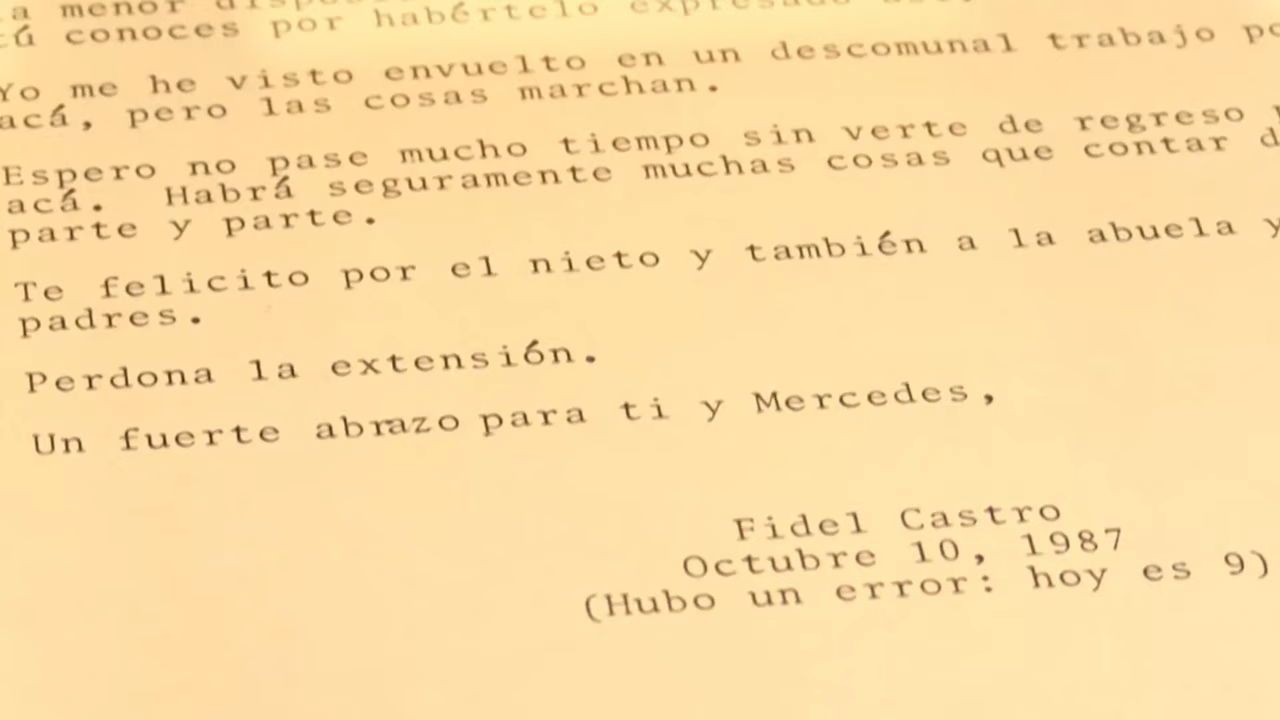 a menor
tú conoces por habértelo expresado
Yo me he visto envuelto en un descomunal trabajo
acá, pero las cosas marchan.
Espero no pase mucho tiempo sin verte de regreso
acá. Habrá seguramente muchas cosas que contar
parte y parte.
Te felicito por el nieto y también a la abuela y
padres.
Perdona la extensión.
Un fuerte abrazo para ti y Mercedes,
Fidel Castro
Octubre 10, 1987
(Hubo un error: hoy es 9)